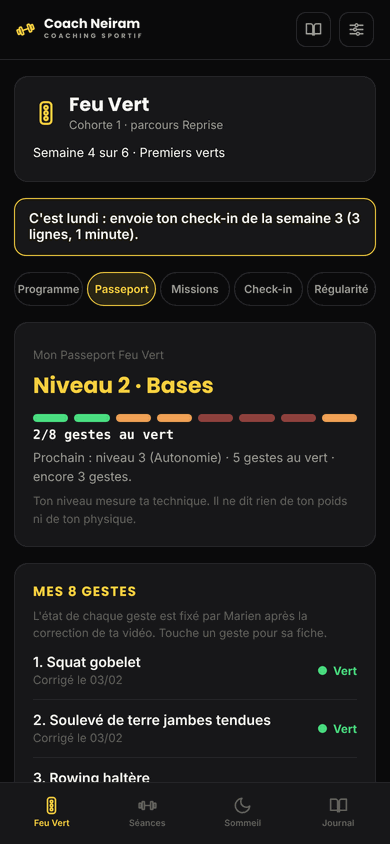 Coach Neiram
COACHING SPORTIF
Feu Vert
Cohorte 1 · parcours Reprise
Semaine 4 sur 6 · Premiers verts
C'est lundi : envoie ton check-in de la semaine 3 (3
lignes, 1 minute).
Programme
Passeport
Missions
Check-in
Régularité
Mon Passeport Feu Vert
Niveau 2 · Bases
2/8 gestes au vert
Prochain : niveau 3 (Autonomie) · 5 gestes au vert ·
encore 3 gestes.
Ton niveau mesure ta technique. Il ne dit rien de ton poids
ni de ton physique.
MES 8 GESTES
L'état de chaque geste est fixé par Marien après la
correction de ta vidéo. Touche un geste pour sa fiche.
1. Squat gobelet
Corrigé le 03/02
Vert
2. Soulevé de terre jambes tendues
Corrigé le 03/02
Vert
3. Rowing haltère
Feu Vert
Séances
Sommeil
Journal